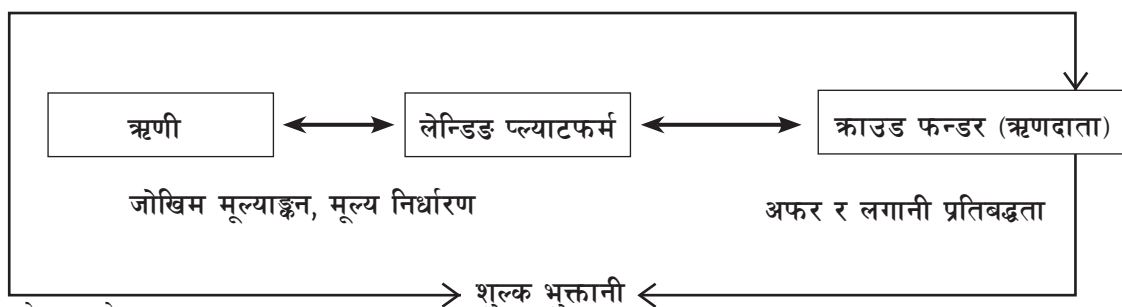 ऋणी लेन्डिङ प्ल्याटफर्म क्राउड फन्डर (ऋणदाता)
जोखिम मूल्याङ्कन, मूल्य निर्धारण
अफर र लगानी प्रतिबद्धता
शुल्क भुक्तानी